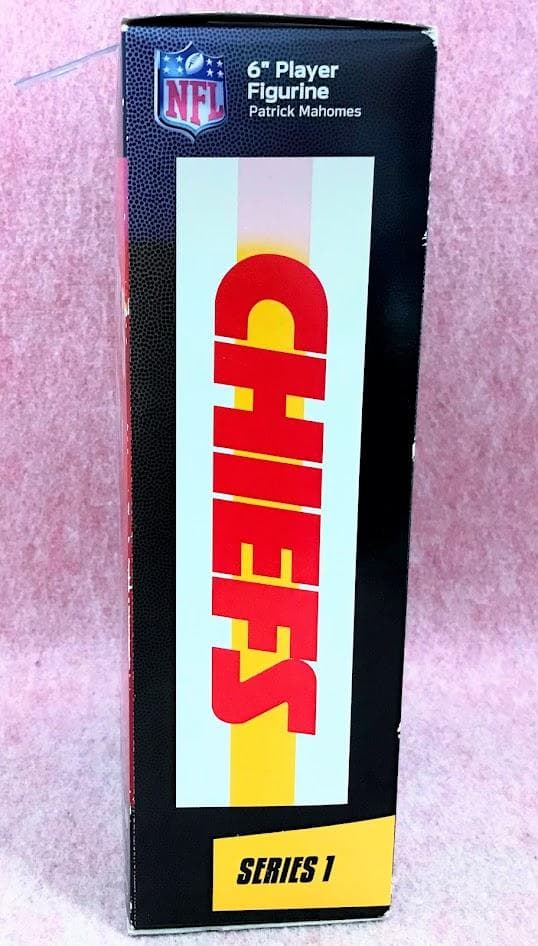 NFL
6" Player
Figurine
Patrick Mahomes
CHIEFS
SERIES 1